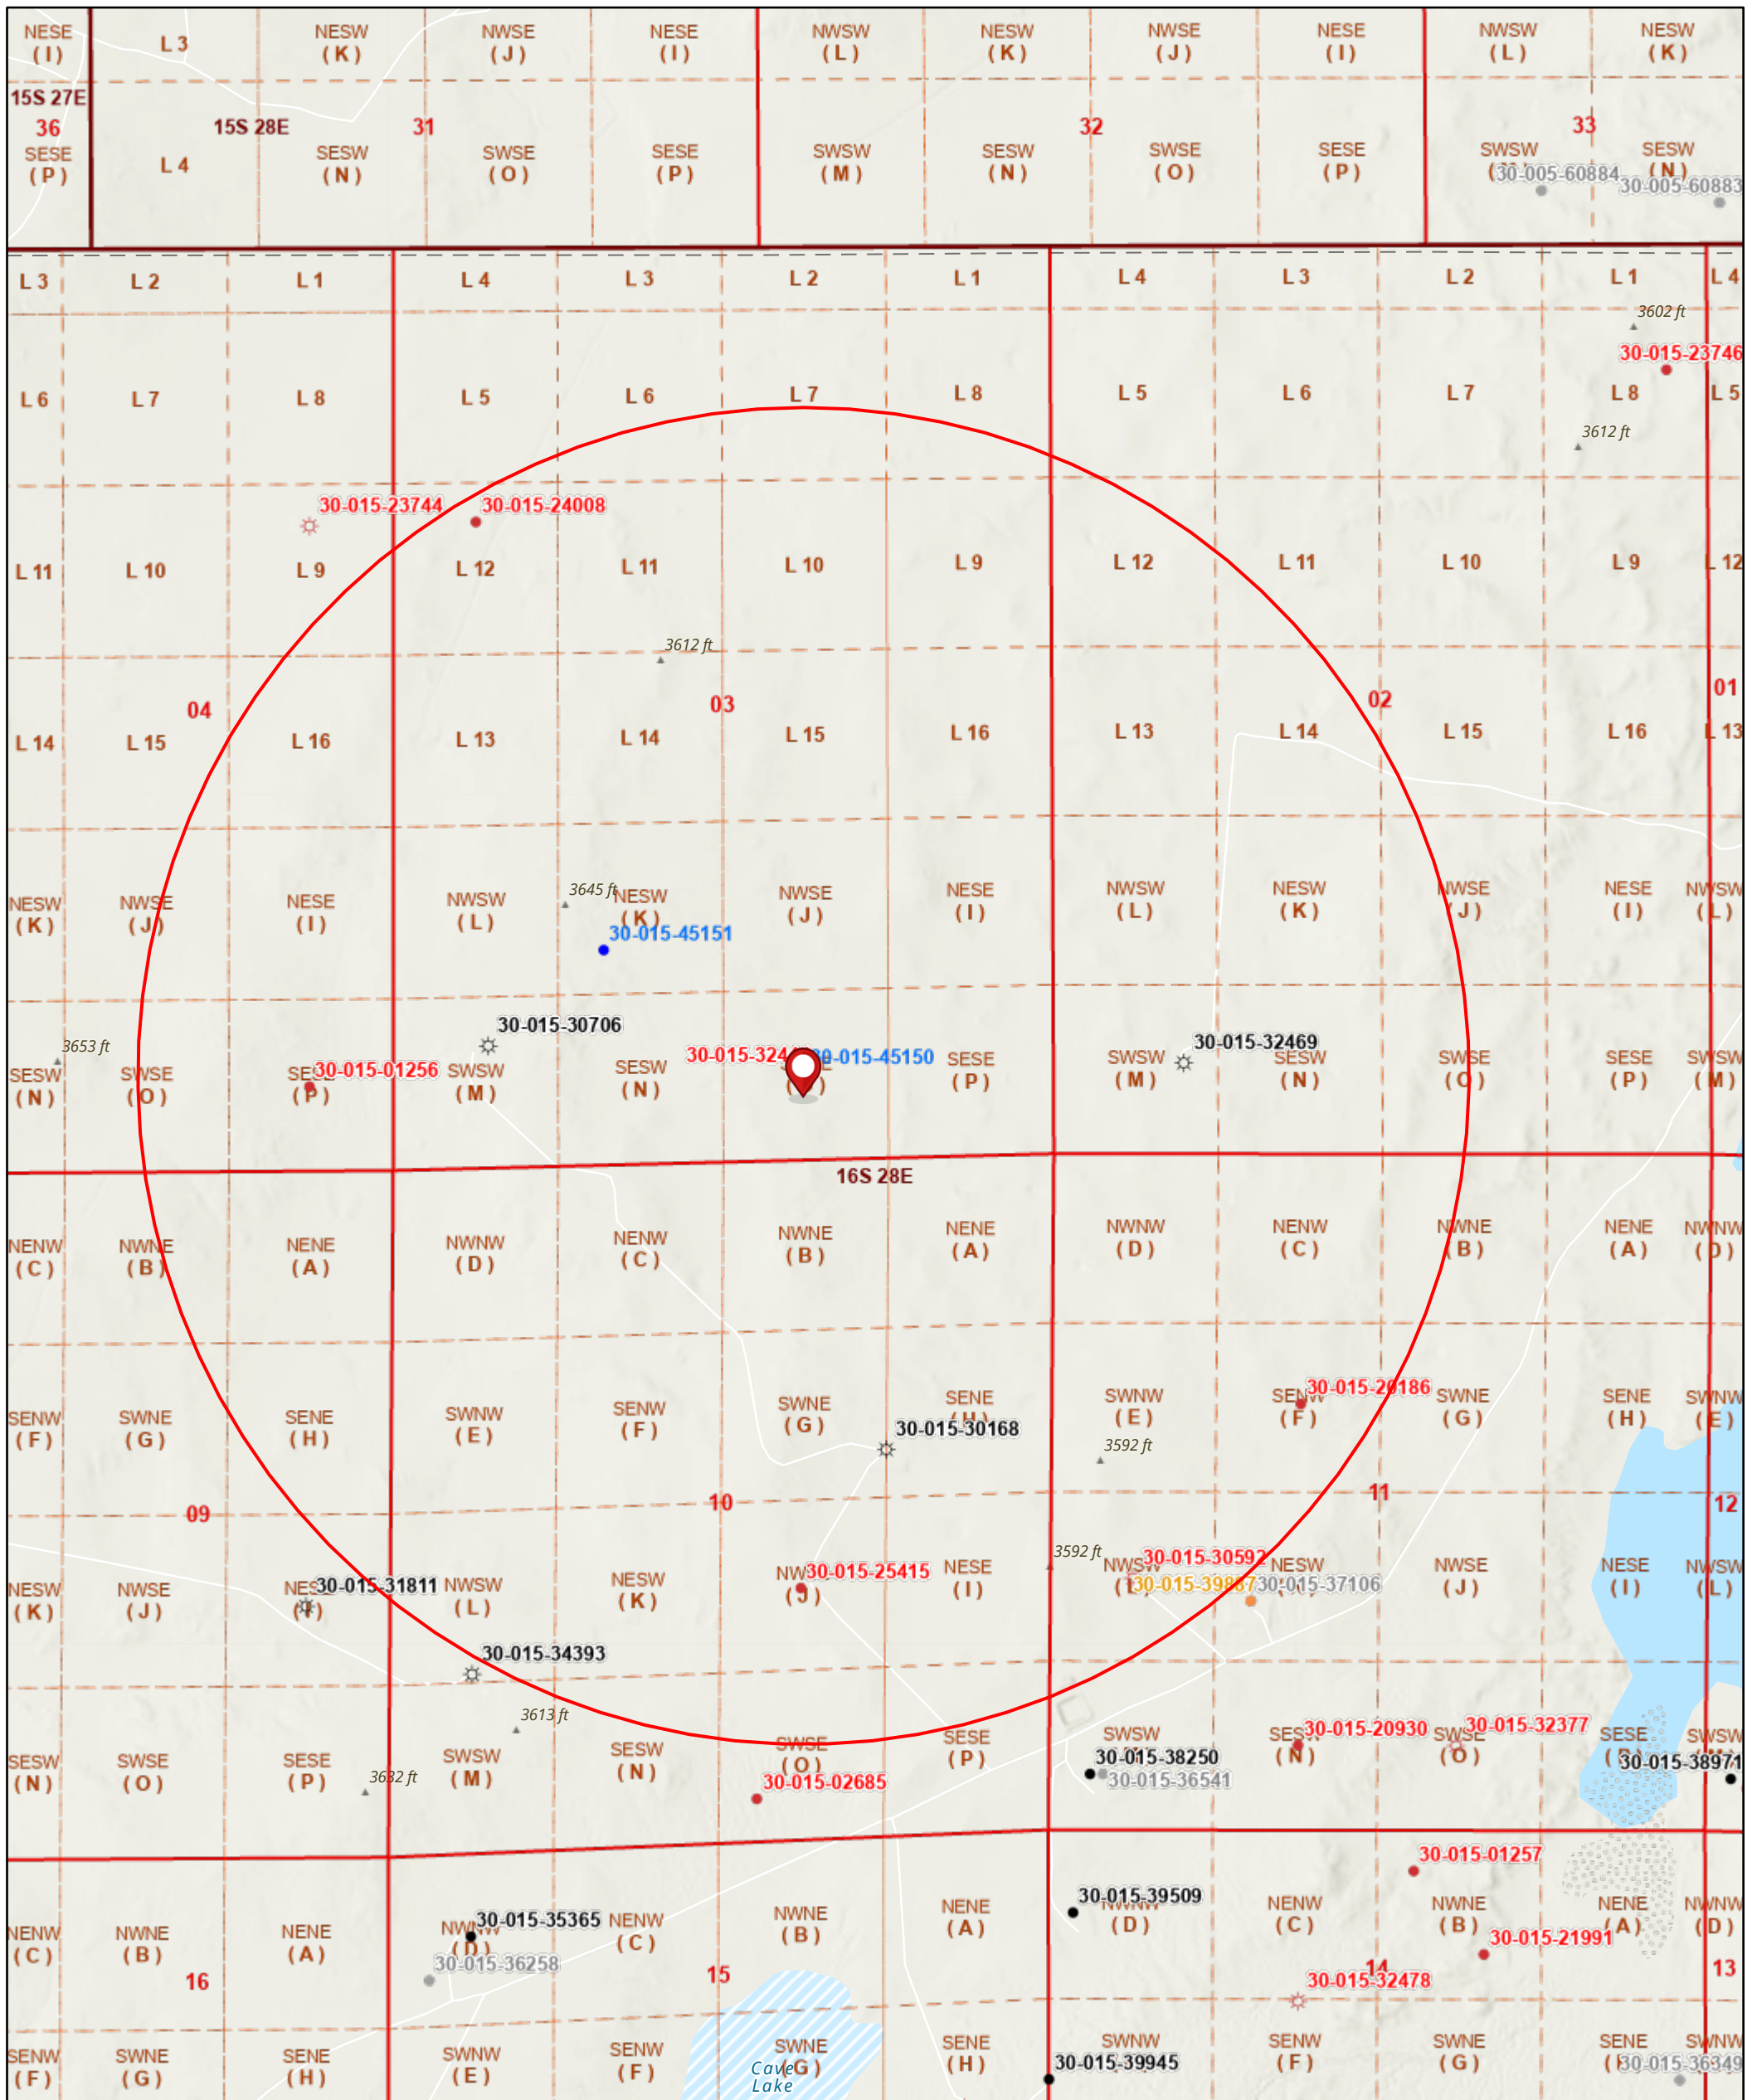 NESE NESW NWSE NESE NWSW NESW NWSE NESE NWSW NESW
(I) L 3 (K) (J) (I) (L) (K) (J) (I) (L) (K)
15S 27E
36 15S 28E 31 32 33
SESE SESW SWSE SESE SWSW SESW SWSE SESE SWSW SESW
(P) L 4 (N) (O) (P) (M) (N) (O) (P) (N)
30-005-60884 30-005-60883
L 3 L 2 L 1 L 4 L 3 L 2 L 1 L 4 L 3 L 2 L 1 L 4
3602 ft
30-015-23746
L 6 L 7 L 8 L 5 L 6 L 7 L 8 L 5 L 6 L 7 L 8 L 5
3612 ft
30-015-23744 30-015-24008
L 11 L 10 L 9 L 12 L 11 L 10 L 9 L 12 L 11 L 10 L 9 L 12
3612 ft
04 03 02 01
L 14 L 15 L 16 L 13 L 14 L 15 L 16 L 13 L 14 L 15 L 16 L 13
3645 ft
NESW NWSE NESE NWSW NESW NWSE NESE NWSW NESW NWSE NESE NWSW
(K) (J) (I) (L) (K) (J) (I) (L) (K) (J) (I) (L)
30-015-45151
30-015-30706 30-015-32469
3653 ft 30-015-01256 30-015-45150
SESW SWSE SWSW SESW SESE SWSW SESW SWSE SESE SWSW
(N) (O) (P) (M) (N) (P) (M) (N) (O) (P) (M)
16S 28E
NENW NWNE NENE NWNW NENW NWNE NENE NWNW NENW NWNE NENE NWNW
(C) (B) (A) (D) (C) (B) (A) (D) (C) (B) (A) (D)
30-015-20186
SENW SWNE SENE SWNW SENW SWNE SENE SWNW SENW SWNE SENE SWNW
(F) (G) (H) (E) (F) (G) (H) (E) (F) (G) (H) (E)
30-015-30168
3592 ft
09 10 11 12
3592 ft
30-015-25415 30-015-30592
30-015-31811 30-015-39887 30-015-37106
NESW NWSE NWSW NESW NESE NWSW NESW NWSE NESE NWSW
(K) (J) (I) (L) (K) (J) (I) (J) (I) (L)
30-015-34393
3613 ft
30-015-20930 30-015-32377
SESW SWSE SESE SWSW SESW SWSE SESE SWSW SESE
(N) (O) (P) (M) (N) (O) (P) (N) (O)
30-015-38250 30-015-36541 30-015-38971
30-015-02685
30-015-01257
30-015-39509
30-015-35365
NENW NWNE NENE NENW NWNE NENE NENW NWNE NENE NWNW
(C) (B) (A) (D) (C) (B) (A) (D) (C) (B) (A) (D)
30-015-21991
30-015-36258
16 15 14 13
30-015-32478
SENW SWNE SENE SWNW SENW SWNE SENE SWNW SENW SWNE SENE SWNW
(F) (G) (H) (E) (F) (G) (H) (F) (G)
30-015-39945
Cave
Lake